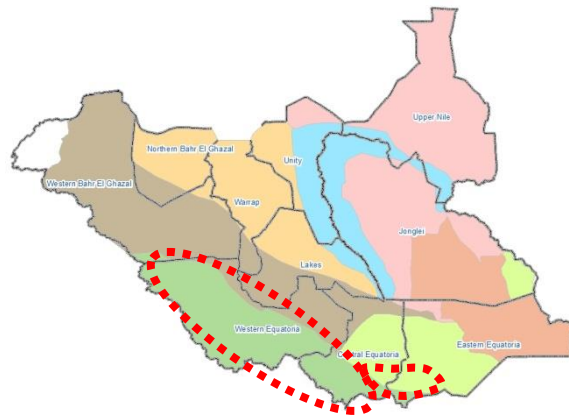 Upper Nile
Northern Bahr El Ghazal
Unity
Western Bahr El Ghazal
Warrap
Jonglei
Lakes
Western Equatoria
Central Equatoria
Eastern Equatoria